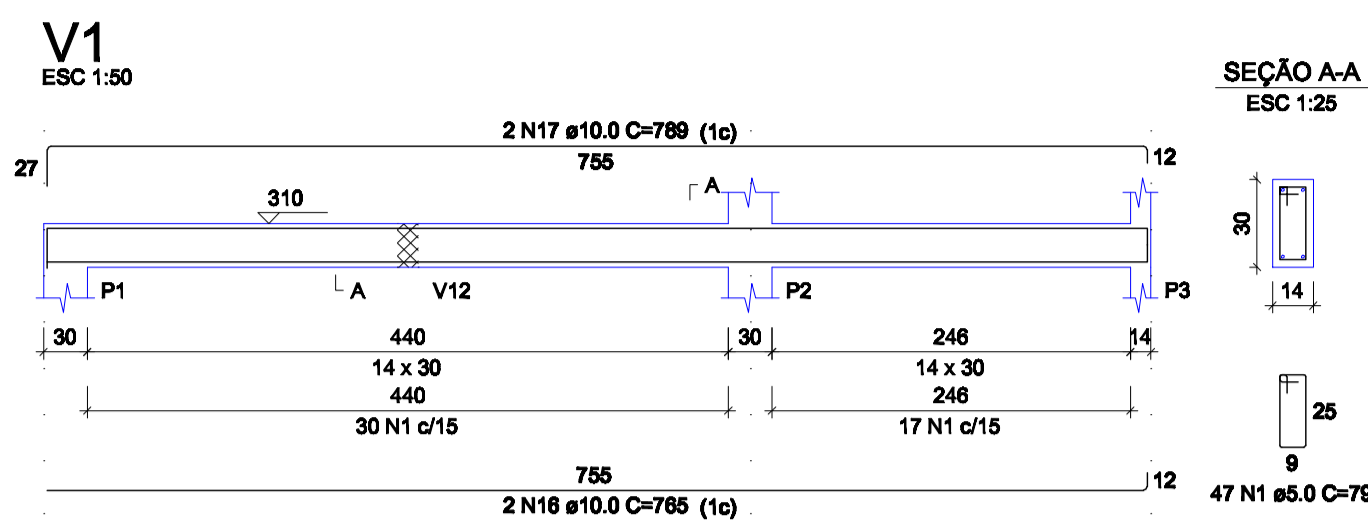 V1
ESC 1:50
SEÇÃO A-A
ESC 1:25
2 N17 ø10.0 C=789 (1c)
27
755
12
310
A
30
A
V12
P1
P2
P3
14
30
440
30
246
14
14 x 30
14 x 30
440
246
30 N1 c/15
17 N1 c/15
25
9
755
12
2 N16 ø10.0 C=765 (1c)
47 N1 ø5.0 C=79